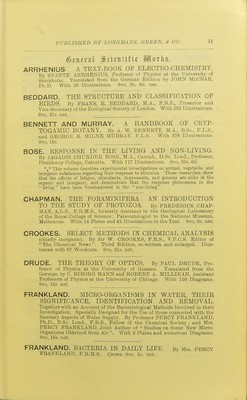 PUBLISHED BY LONGMANS, GREEN, & CO. 11
General Scientific Works.
ARRHENIUS. A TEXT-BOOK OF ELECTRO-CHEMISTRY.
By SVANTE ARRHENIUS, Professor of Physics at the University of
Stockholm. Translated from the German Edition by JOHN McCRAE,
Ph.D. With 58 Illustrations. 8vo, 9s. 6d. net.
BEDDARD. THE STRUCTURE AND CLASSIFICATION OF
BIRDS. By FRANK E. BEDDARD, M.A., F.R.S., Prosector and
Vice-Secretary of the Zoological Society of London. With 252 Illustrations.
8vo, 21s. net.
BENNETT AND MURRAY. A HANDBOOK OF CRYP-
TOGAMIC BOTANY. By A. W. BENNETT, M.A., B.Sc., F.L.S.,
and GEORGE R. MILNE MURRAY, F.L.S. With 378 Illustrations.
8vo, 16s.
BOSE. RESPONSE IN THE LIVING AND NON-LIVING.
By JAGADIS CHUNDER BOSE, M.A. Cantab., D.Sc. Lond., Professor,
Presidency College, Calcutta. With 117 Illustrations. 8vo, 10s. 6d.
*** This volume describes experimental investigations on animal, vegetable, and
inorganic substances regarding their response to stimulus. These researches show
that the effects of fatigue, stimulants, depressants, and poisons are alike in the
organic and inorganic, and demonstrate that the response phenomena in the
"living" have been foreshadowed in the "non-living".
CHAPMAN. THE FORAMINIFERA: AN INTRODUCTION
TO THE STUDY OF PROTOZOA. By FREDERICK CHAP-
MAN, A.L.S., F.R.M.S., formerly Assistant in the Geological Laboratory
of the Royal College of Science; Palæontologist to the National Museum,
Melbourne. With 14 Plates and 42 Illustrations in the Text. 8vo, 9s. net.
CROOKES. SELECT METHODS IN CHEMICAL ANALYSIS
(chiefly inorganic). By Sir W. CROOKES, F.R.S., V.P.C.S., Editor of
"The Chemical News". Third Edition, re-written and enlarged. Illus-
trated with 67 Woodcuts. 8vo, 21s. net.
DRUDE. THE THEORY OF OPTICS. By PAUL DRUDE, Pro-
fessor of Physics at the University of Giessen. Translated from the
German by C. RIBORG MANN and ROBERT A. MILLIKAN, Assistant
Professors of Physics at the University of Chicago. With 110 Diagrams.
8vo, 15s. net.
FRANKLAND. MICRO-ORGANISMS IN WATER, THEIR
SIGNIFICANCE, IDENTIFICATION AND REMOVAL.
Together with an Account of the Bacteriological Methods Involved in their
Investigation. Specially Designed for the Use of those connected with the
Sanitary Aspects of Water Supply. By Professor PERCY FRANKLAND,
Ph.D., B.Sc. Lond., F.R.S., Fellow of the Chemical Society; and Mrs.
PERCY FRANKLAND, Joint Author of "Studies on Some New Micro-
Organisms Obtained from Air". With 2 Plates and numerous Diagrams.
8vo, 16s. net.
FRANKLAND. BACTERIA IN DAILY LIFE. By Mrs. PERCY
FRANKLAND, F.R.M.S. Crown 8vo, 5s. net.